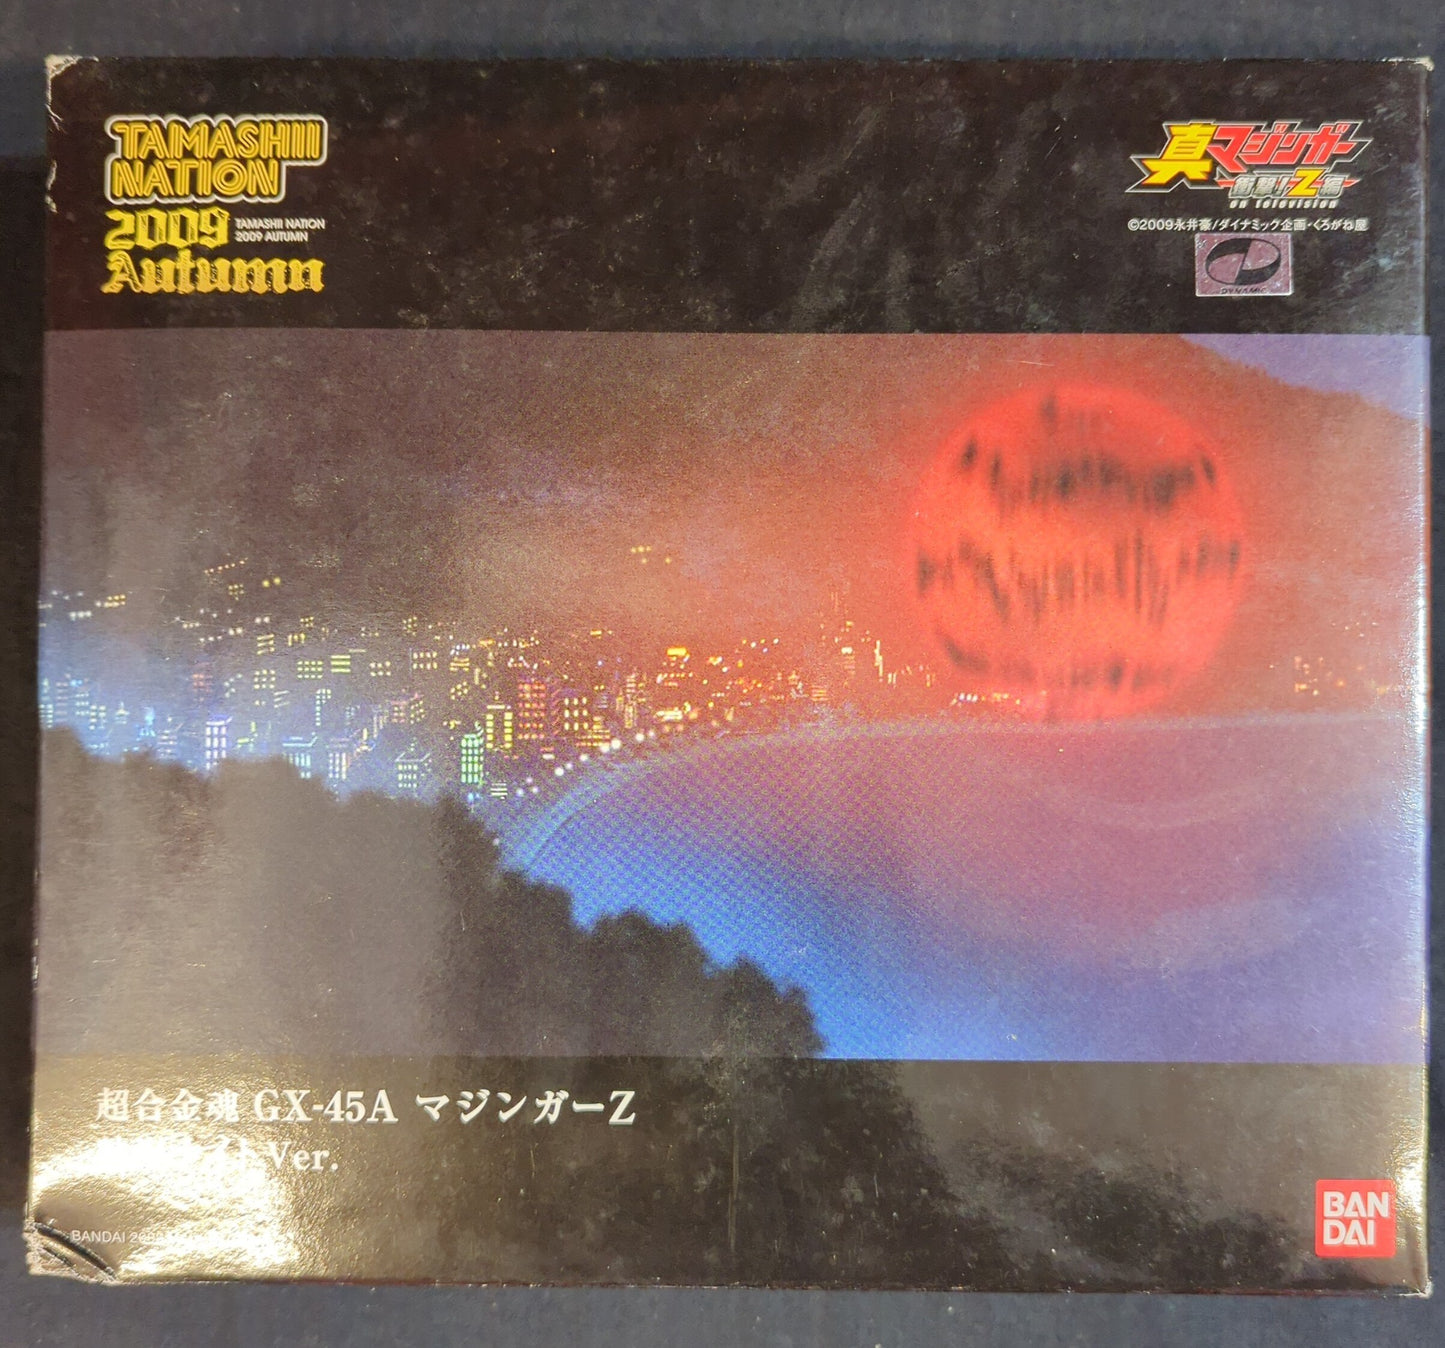 TAMASHII
NATION
2009
TAMASHII NATION
2009 AUTUMN
Autumn
真マジンガー
衝撃!Z編
on television
©2009永井豪/ダイナミック企画・くろがね屋
DYNAMIC
超合金魂 GX-45A マジンガーZ
Ver.
BANDAI
BAN
DAI